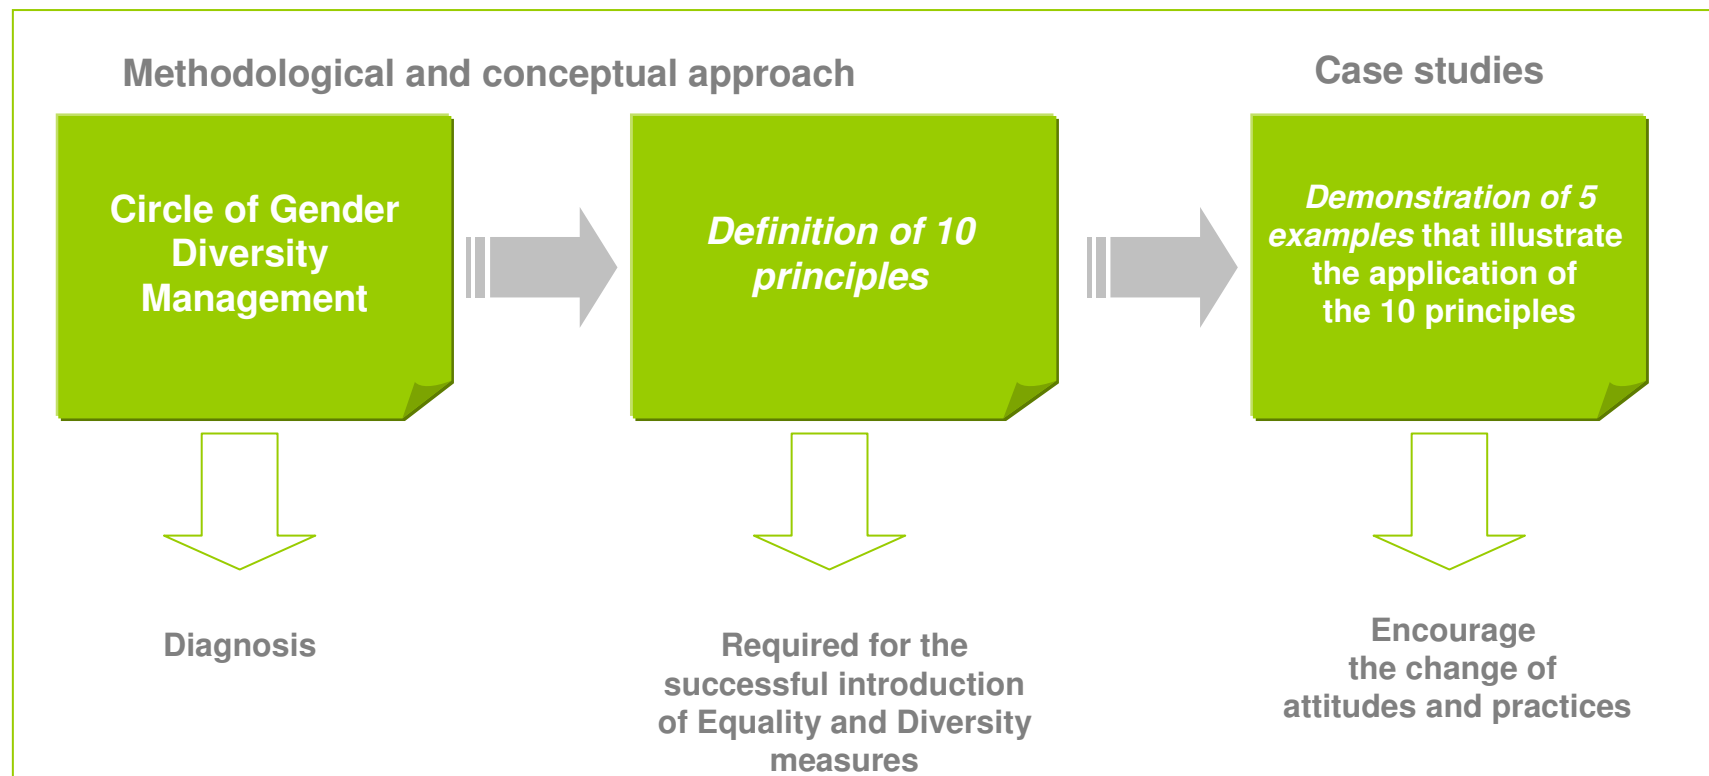 Methodological and conceptual approach
Case studies
Circle of Gender
Diversity
Management
Definition of 10
principles
Demonstration of 5
examples that illustrate
the application of
the 10 principles
Diagnosis
Required for the
successful introduction
of Equality and Diversity
measures
Encourage
the change of
attitudes and practices